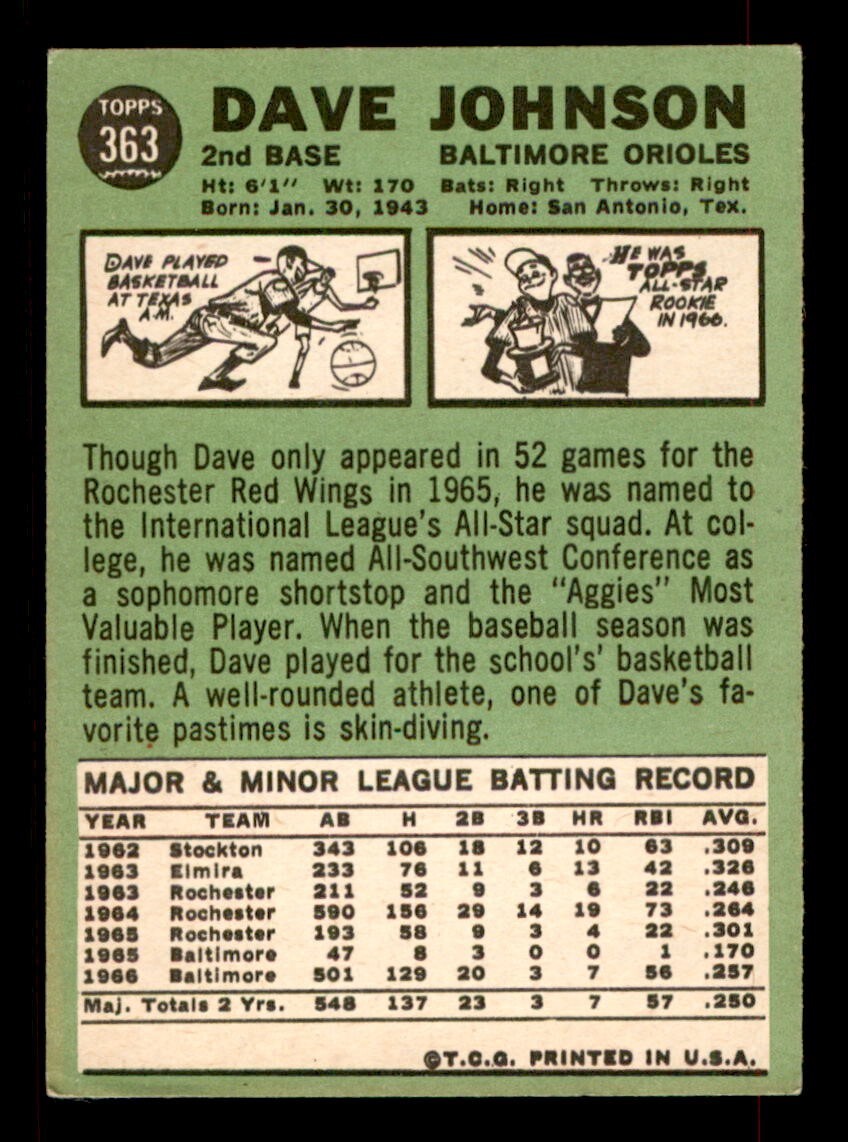 TOPPS
363
DAVE JOHNSON
2nd BASE BALTIMORE ORIOLES
Ht: 6'1" Wt: 170 Bats: Right Throws: Right
Born: Jan. 30, 1943 Home: San Antonio, Tex.
DAVE PLAYED
BASKETBALL
AT TEXAS
A.M.
HE WAS
TOPPS
ALL-STAR
ROOKIE
IN 1966.
Though Dave only appeared in 52 games for the
Rochester Red Wings in 1965, he was named to
the International League's All-Star squad. At col-
lege, he was named All-Southwest Conference as
a sophomore shortstop and the "Aggies" Most
Valuable Player. When the baseball season was
finished, Dave played for the school's' basketball
team. A well-rounded athlete, one of Dave's fa-
vorite pastimes is skin-diving.
MAJOR & MINOR LEAGUE BATTING RECORD
YEAR TEAM AB H 2B 3B HR RBI AVG.
1962 Stockton 343 106 18 12 10 63 .309
1963 Elmira 233 76 11 6 13 42 .326
1963 Rochester 211 52 9 3 6 22 .246
1964 Rochester 590 156 29 14 19 73 .264
1965 Rochester 193 58 9 3 4 22 .301
1965 Baltimore 47 8 3 0 0 1 .170
1966 Baltimore 501 129 20 3 7 56 .257
Maj. Totals 2 Yrs. 548 137 23 3 7 57 .250
©T.C.G. PRINTED IN U.S.A.